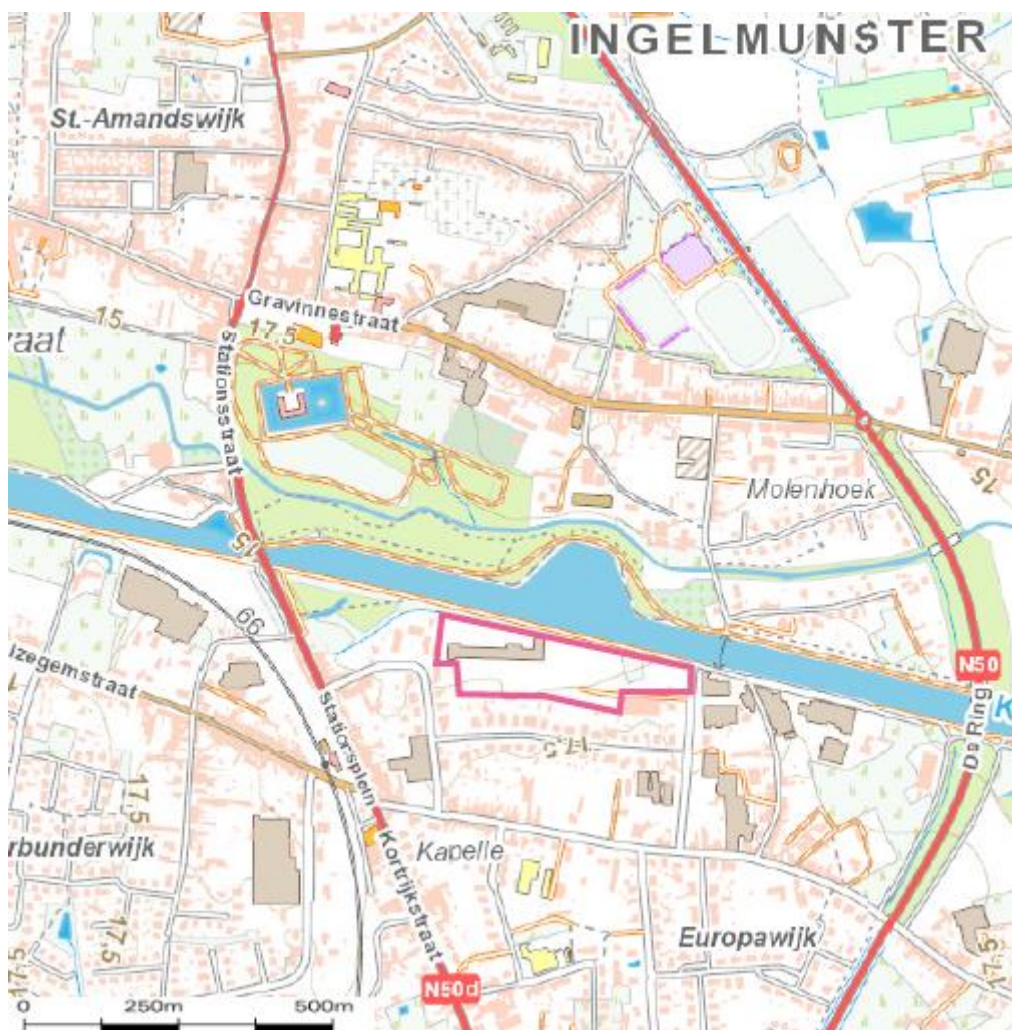 INGELMUNSTER
St.-Amandswijk
Gravinnestraat
15
17.5
raat
Stationsstraat
15
Molenhoek
15
66
izegemstraat
N50
K
De Ring
Stationsplein
17.5
17.5
rbunderwijk
Kapelle
Kortrijkstraat
Europawijk
17.5
17.5
17.5
N50d
0 250m 500m